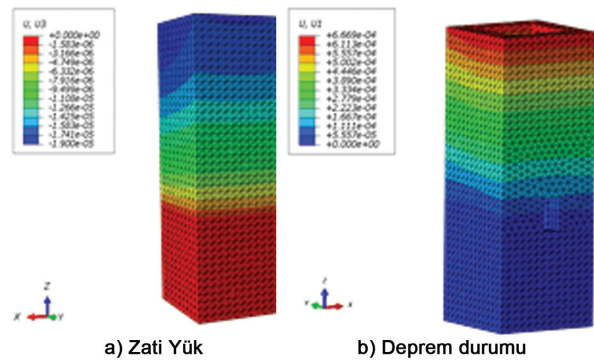 U, U3
+0.000e+00
-1.583e-06
-3.166e-06
-4.749e-06
-6.332e-06
-7.916e-06
-9.499e-06
-1.108e-05
-1.266e-05
-1.425e-05
-1.583e-05
-1.741e-05
-1.900e-05
U, U1
+6.669e-04
+6.113e-04
+5.557e-04
+5.002e-04
+4.446e-04
+3.890e-04
+3.334e-04
+2.779e-04
+2.223e-04
+1.667e-04
+1.111e-04
+5.557e-05
+0.000e+00
Z
X
Y
Z
Y
X
a) Zati Yük
b) Deprem durumu